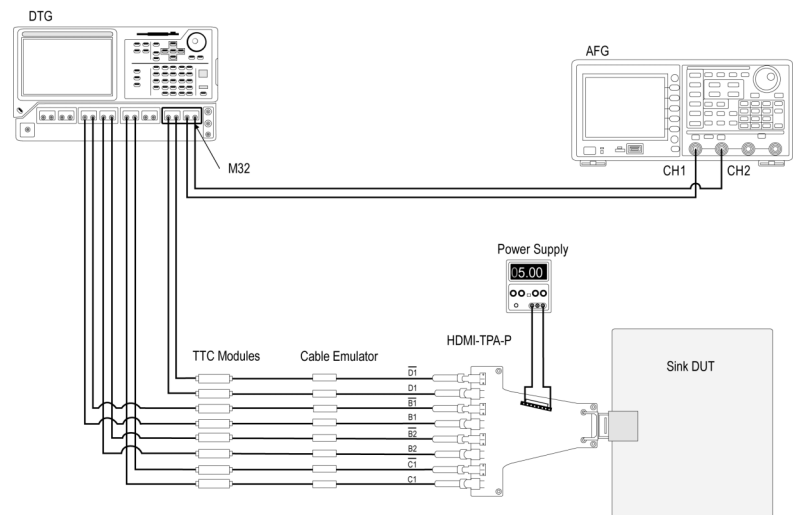 DTG
AFG
M32
CH1
CH2
Power Supply
05.00
HDMI-TPA-P
TTC Modules
Cable Emulator
Sink DUT
D1
D1
B1
B1
B2
B2
C1
C1